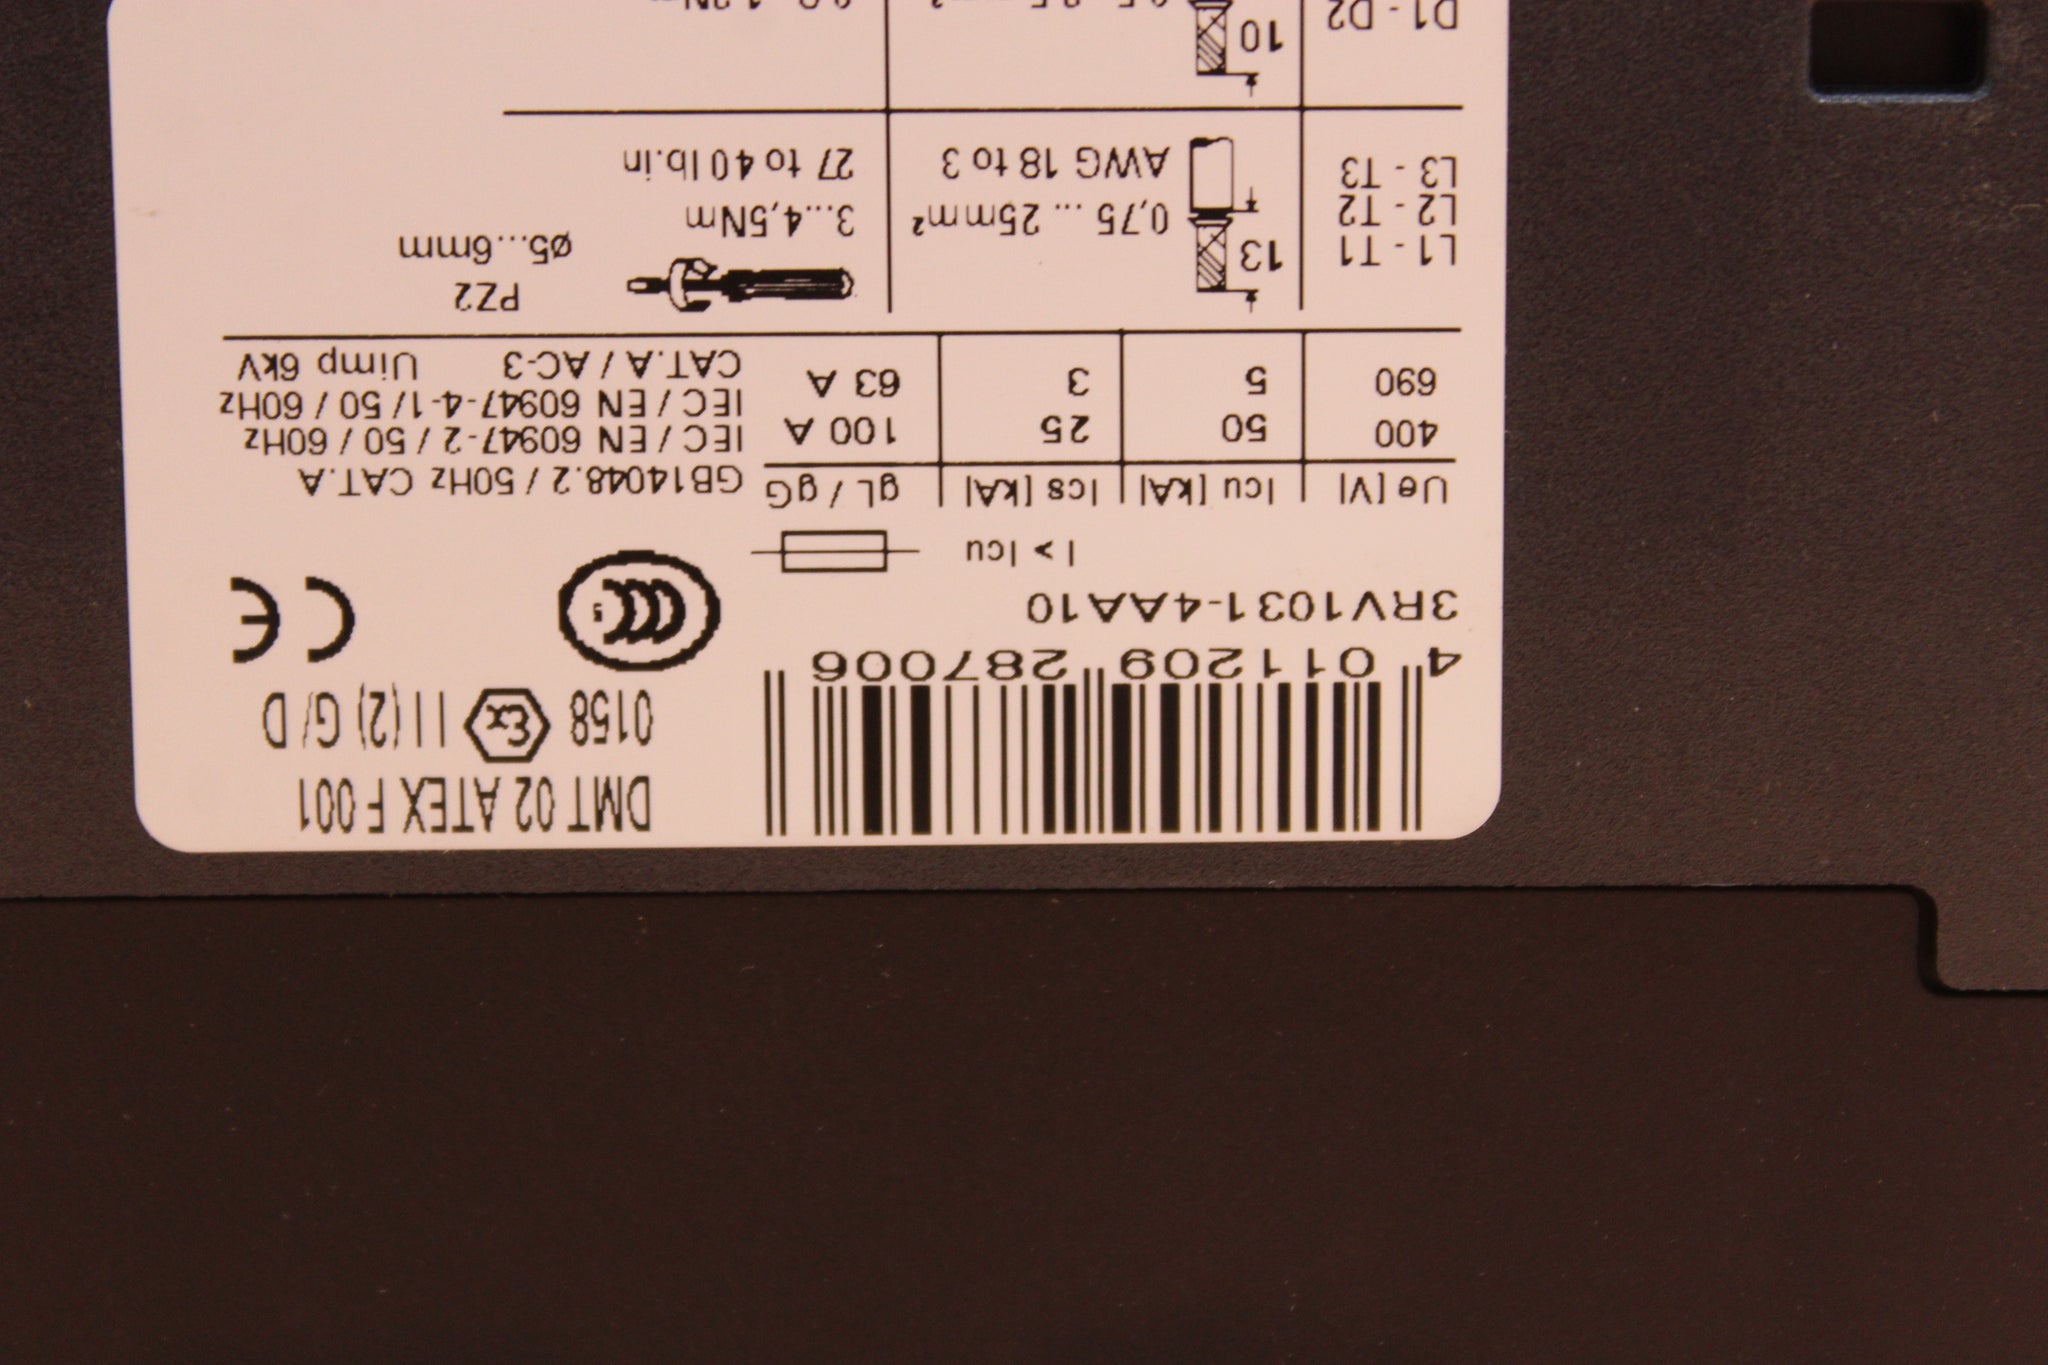 DMT 02 ATEX F 001
0158 Ex II (2) G/D
4 011209 287006
3RV1031-4AA10
CE
CCC
S
I > Icu
Ue [V] Icu [kA] Ics [kA] gL / gG
400 50 25 100 A
690 5 3 63 A
GB14048.2 / 50Hz CAT.A
IEC / EN 60947-2 / 50 / 60Hz
IEC / EN 60947-4-1/ 50 / 60Hz
CAT.A / AC-3 Uimp 6kV
L1 - T1
L2 - T2
L3 - T3
13
0,75 ... 25mm²
AWG 18 to 3
PZ2
ø5...6mm
3...4,5Nm
27 to 40 lb.in
D1 - D2
10